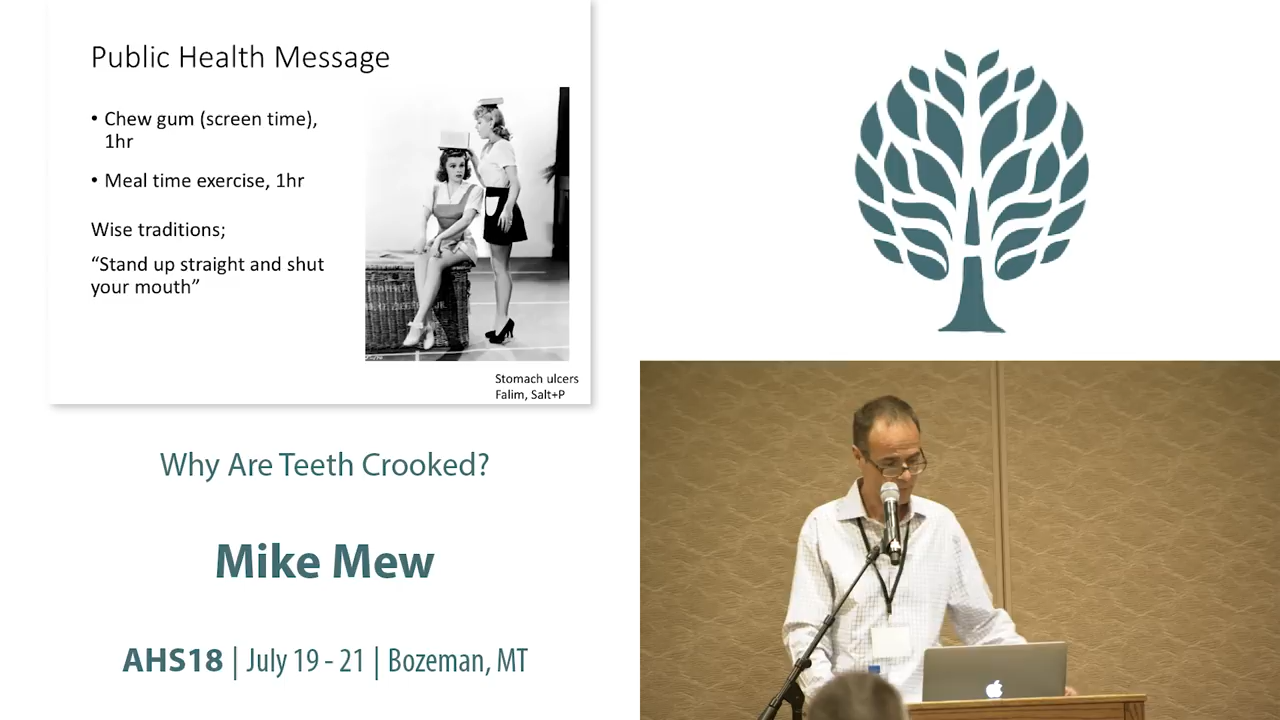 Public Health Message
• Chew gum (screen time),
1hr
• Meal time exercise, 1hr
Wise traditions;
“Stand up straight and shut
your mouth”
Stomach ulcers
Falim, Salt+P
Why Are Teeth Crooked?
Mike Mew
AHS18 | July 19 - 21 | Bozeman, MT